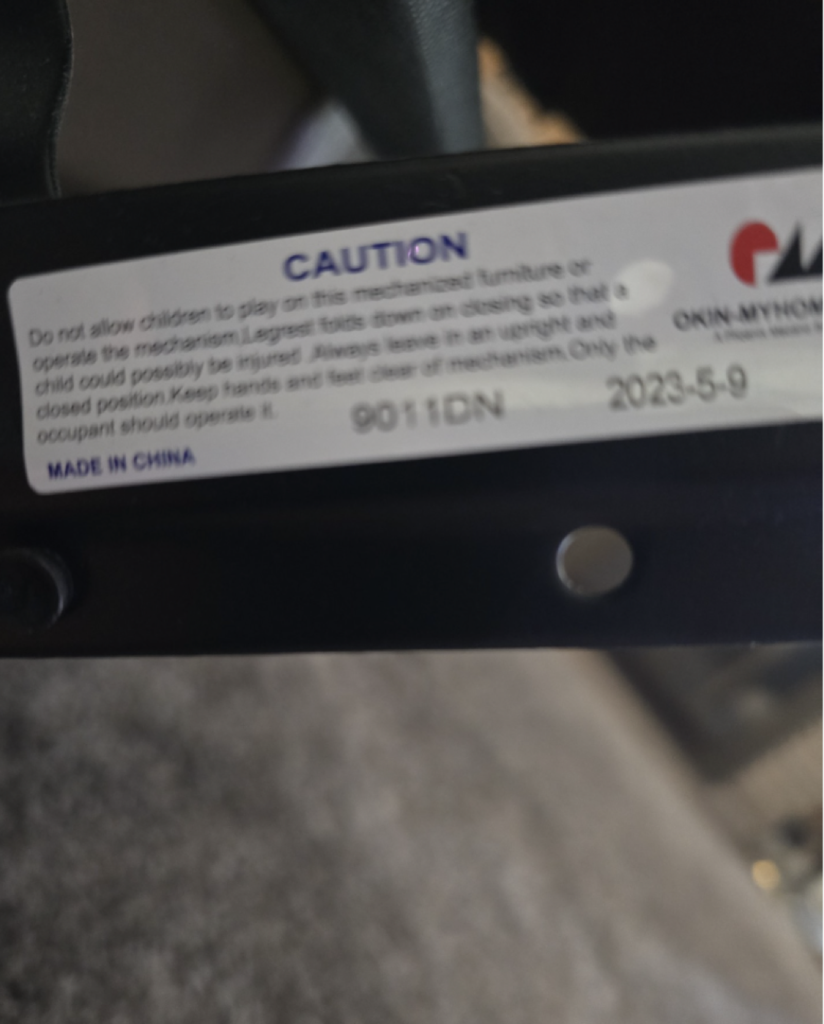 CAUTION
Do not allow children to play on this mechanized furniture or
operate the mechanism.Legrest folds down on closing so that a
child could possibly be injured .Always leave in an upright and
closed position.Keep hands and feet clear of mechanism.Only the
occupant should operate it.
9011DN
2023-5-9
MADE IN CHINA
OKIN-MYHOM